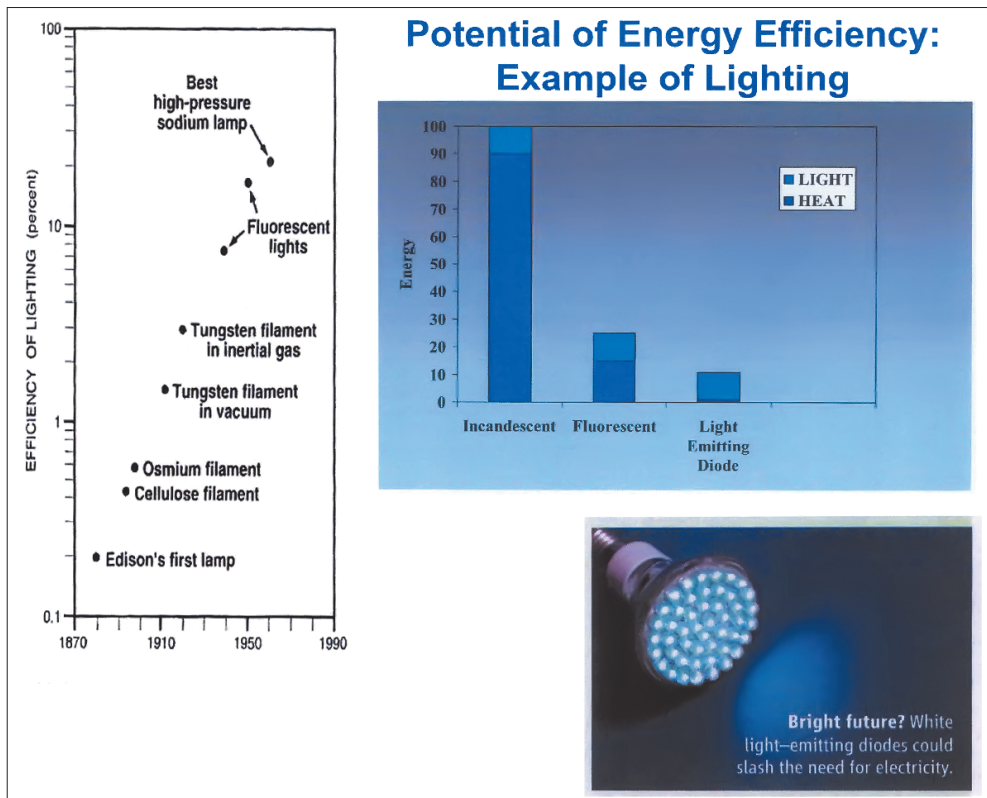 Potential of Energy Efficiency:
Example of Lighting
EFFICIENCY OF LIGHTING (percent)
100
10
1
0.1
1870
1910
1950
1990
Best
high-pressure
sodium lamp
Fluorescent
lights
Tungsten filament
in inertial gas
Tungsten filament
in vacuum
Osmium filament
Cellulose filament
Edison's first lamp
Energy
100
90
80
70
60
50
40
30
20
10
0
LIGHT
HEAT
Incandescent
Fluorescent
Light
Emitting
Diode
Bright future? White
light–emitting diodes could
slash the need for electricity.